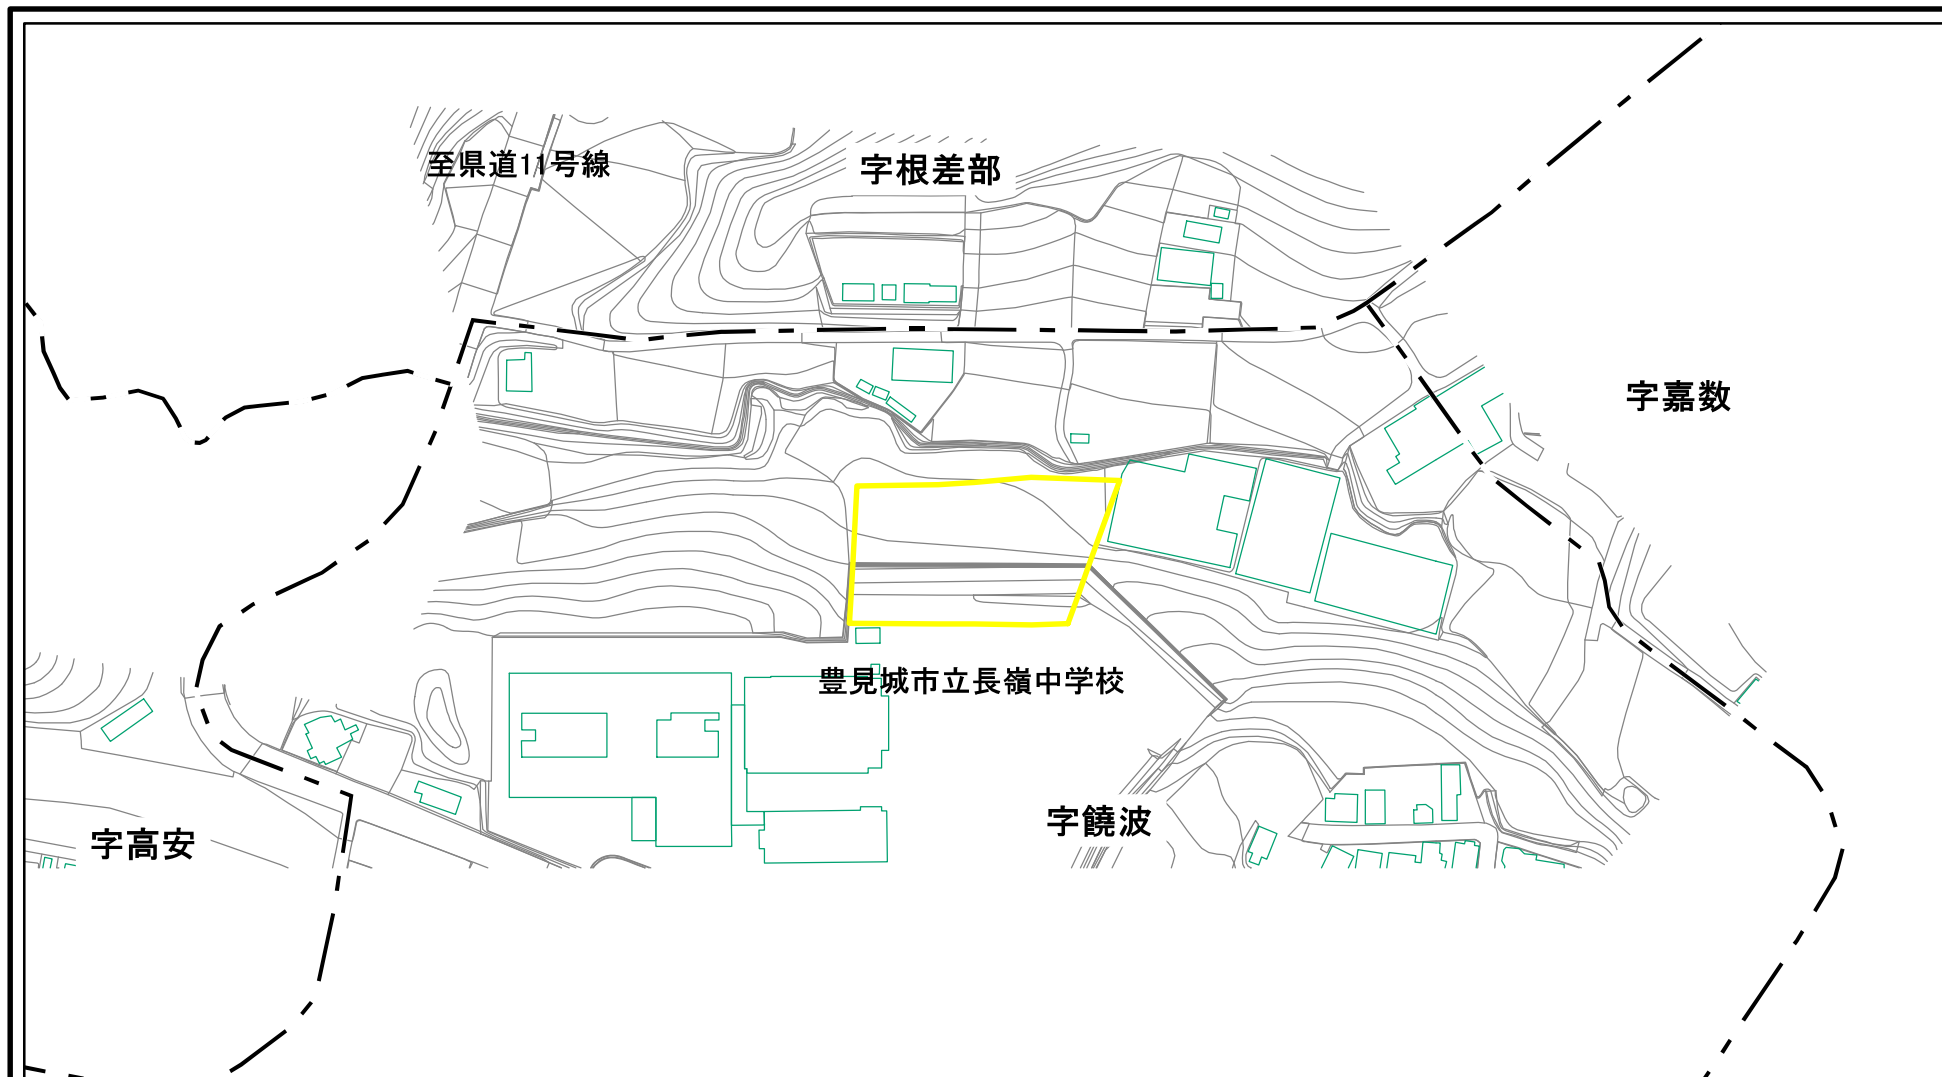 至県道11号線
字根差部
字嘉数
豊見城市立長嶺中学校
字饒波
字高安